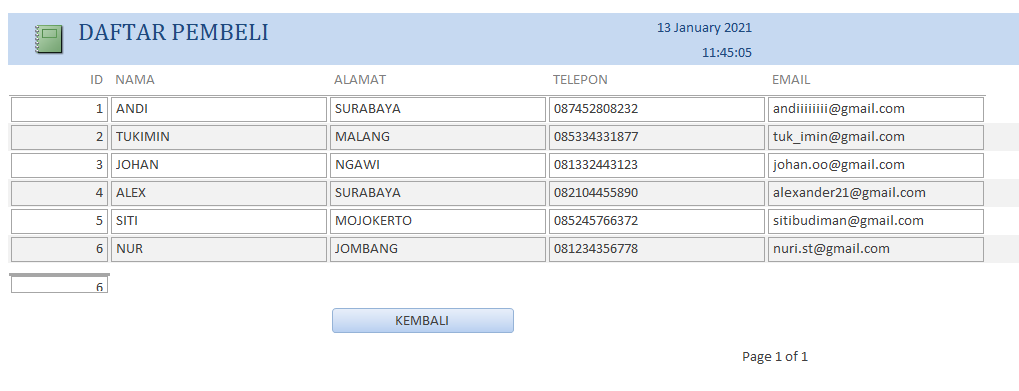 DAFTAR PEMBELI 13 January 2021
11:45:05
ID NAMA ALAMAT TELEPON EMAIL
1 ANDI SURABAYA 087452808232 andiiiiiiii@gmail.com
2 TUKIMIN MALANG 085334331877 tuk_imin@gmail.com
3 JOHAN NGAWI 081332443123 johan.oo@gmail.com
4 ALEX SURABAYA 082104455890 alexander21@gmail.com
5 SITI MOJOKERTO 085245766372 sitibudiman@gmail.com
6 NUR JOMBANG 081234356778 nuri.st@gmail.com
6
KEMBALI
Page 1 of 1